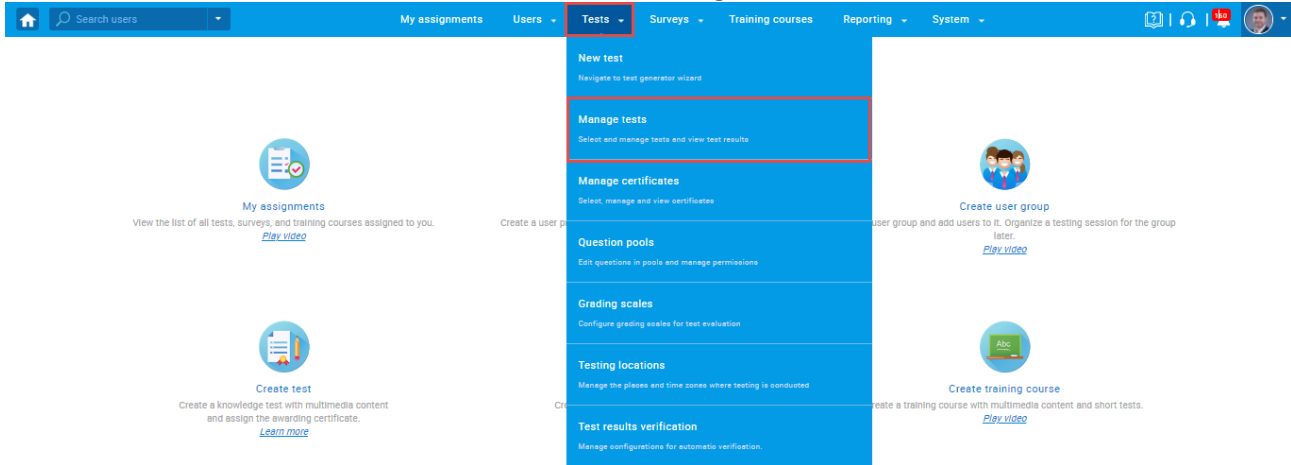 Search users
My assignments
Users
Tests
Surveys
Training courses
Reporting
System
New test
Navigate to test generator wizard
Manage tests
Select and manage tests and view test results
Manage certificates
Select, manage and view certificates
Question pools
Edit questions in pools and manage permissions
Grading scales
Configure grading scales for test evaluation
Testing locations
Manage the places and time zones where testing is conducted
Test results verification
Manage configurations for automatic verification.
My assignments
View the list of all tests, surveys, and training courses assigned to you.
Play video
Create a user
Create user group
user group and add users to it. Organize a testing session for the group
later.
Play video
Create test
Create a knowledge test with multimedia content
and assign the awarding certificate.
Learn more
Abc
Create training course
reate a training course with multimedia content and short tests.
Play video